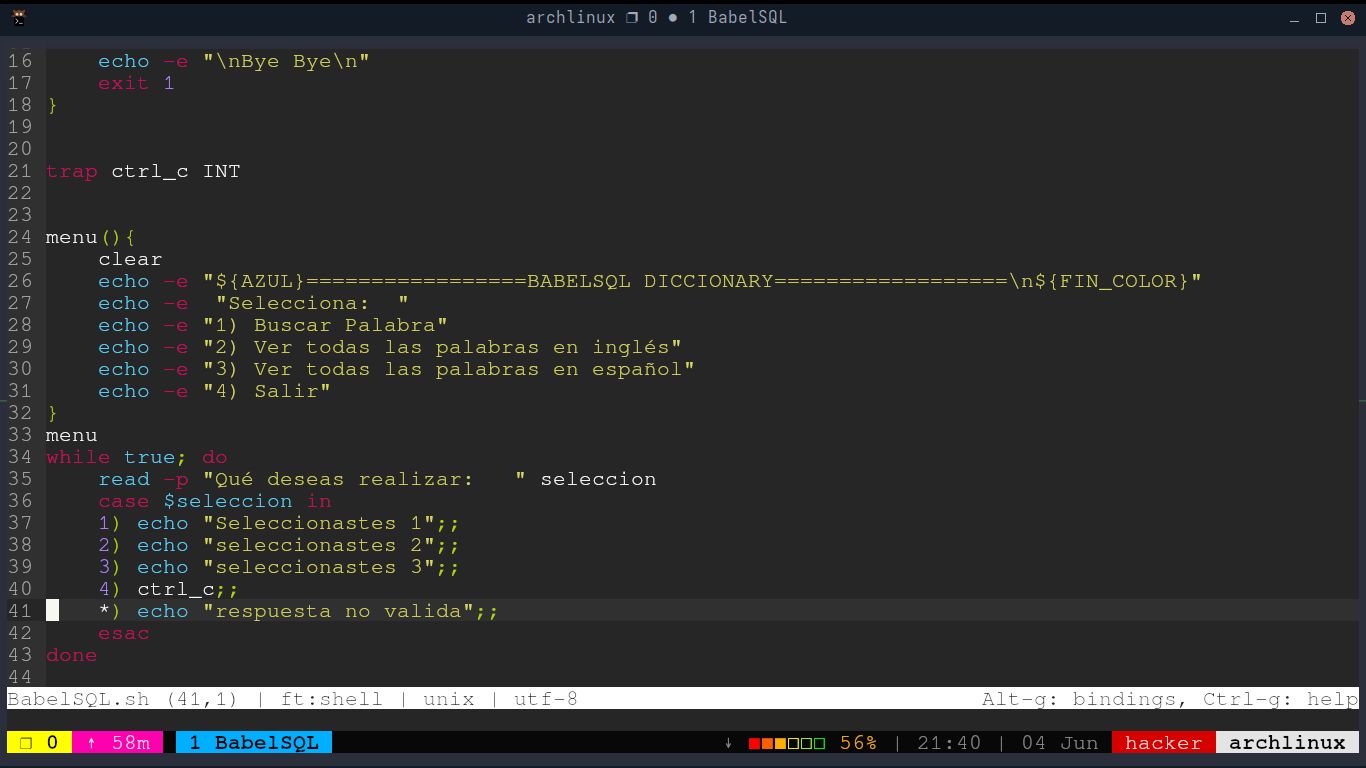 archlinux ❐ 0 ● 1 BabelSQL
16     echo -e "\nBye Bye\n"
17     exit 1
18 }
19
20
21 trap ctrl_c INT
22
23
24 menu(){
25     clear
26     echo -e "${AZUL}=================BABELSQL DICCIONARY==================\n${FIN_COLOR}"
27     echo -e  "Selecciona:  "
28     echo -e "1) Buscar Palabra"
29     echo -e "2) Ver todas las palabras en inglés"
30     echo -e "3) Ver todas las palabras en español"
31     echo -e "4) Salir"
32 }
33 menu
34 while true; do
35     read -p "Qué deseas realizar:   " seleccion
36     case $seleccion in
37     1) echo "Seleccionastes 1";;
38     2) echo "seleccionastes 2";;
39     3) echo "seleccionastes 3";;
40     4) ctrl_c;;
41     *) echo "respuesta no valida";;
42     esac
43 done
44
BabelSQL.sh (41,1) | ft:shell | unix | utf-8 Alt-g: bindings, Ctrl-g: help
❐ 0 ↑ 58m 1 BabelSQL ↓ 56% | 21:40 | 04 Jun hacker archlinux